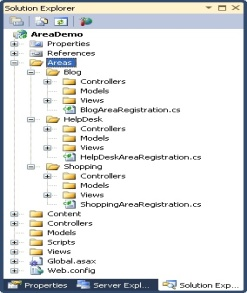 Solution Explorer
AreaDemo
Properties
References
Areas
Blog
Controllers
Models
Views
BlogAreaRegistration.cs
HelpDesk
Controllers
Models
Views
HelpDeskAreaRegistration.cs
Shopping
Controllers
Models
Views
ShoppingAreaRegistration.cs
Content
Controllers
Models
Scripts
Views
Global.asax
Web.config
Properties Server Expl... Solution Exp...